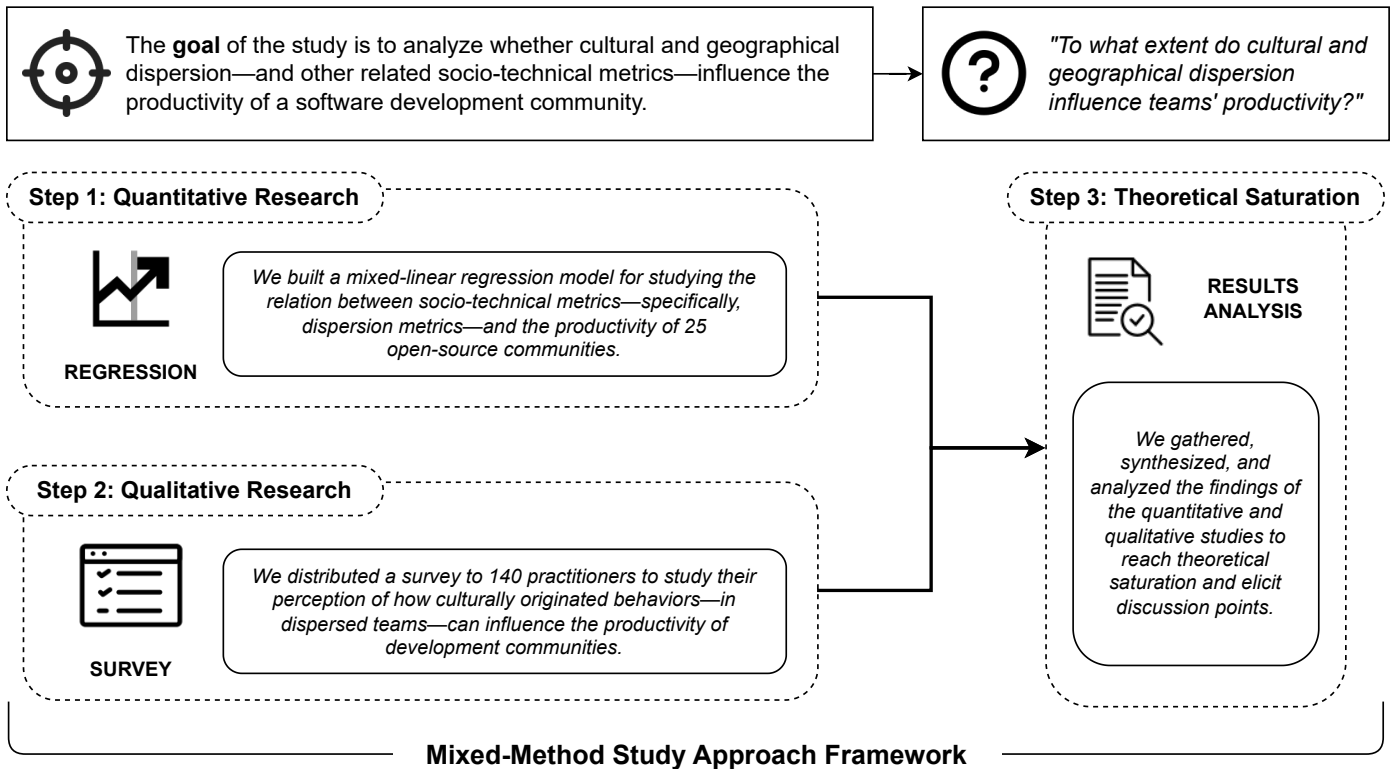 The goal of the study is to analyze whether cultural and geographical
dispersion—and other related socio-technical metrics—influence the
productivity of a software development community.
"To what extent do cultural and
geographical dispersion
influence teams' productivity?"
Step 1: Quantitative Research
REGRESSION
We built a mixed-linear regression model for studying the
relation between socio-technical metrics—specifically,
dispersion metrics—and the productivity of 25
open-source communities.
Step 2: Qualitative Research
SURVEY
We distributed a survey to 140 practitioners to study their
perception of how culturally originated behaviors—in
dispersed teams—can influence the productivity of
development communities.
Step 3: Theoretical Saturation
RESULTS
ANALYSIS
We gathered,
synthesized, and
analyzed the findings of
the quantitative and
qualitative studies to
reach theoretical
saturation and elicit
discussion points.
Mixed-Method Study Approach Framework